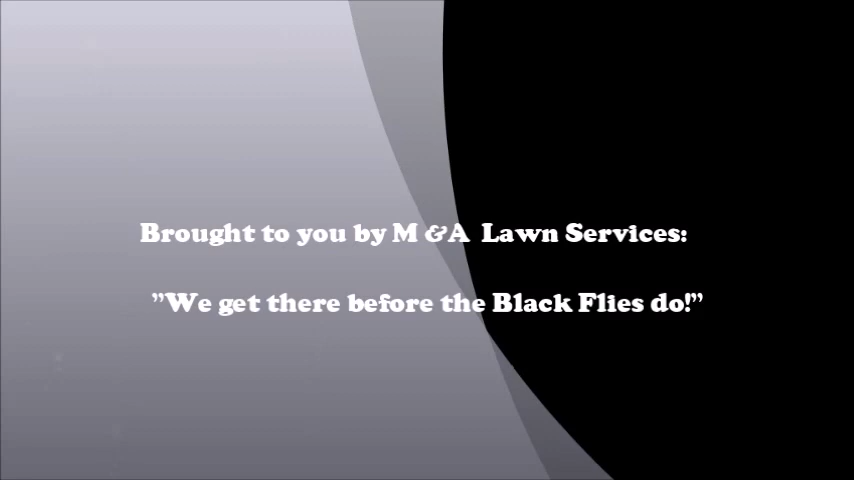 Brought to you by M &A Lawn Services:
”We get there before the Black Flies do!”